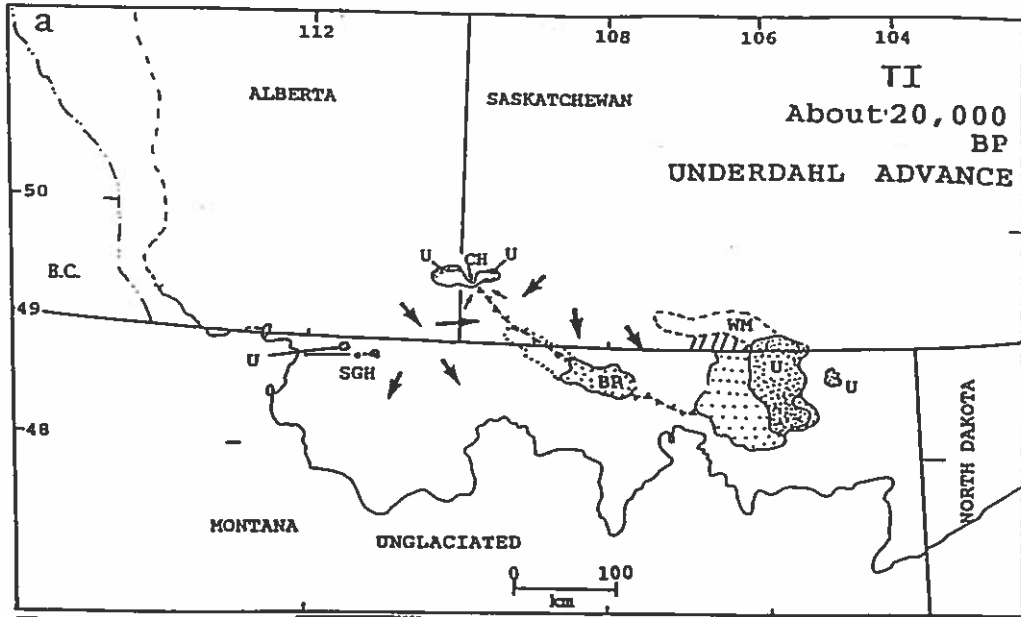 a
112
108
106
104
TI
ALBERTA
SASKATCHEWAN
About 20,000
BP
UNDERDAHL ADVANCE
50
U
CH
U
B.C.
49
WM
U
SGH
BR
U
U
48
NORTH DAKOTA
MONTANA
UNGLACIATED
0 100
km